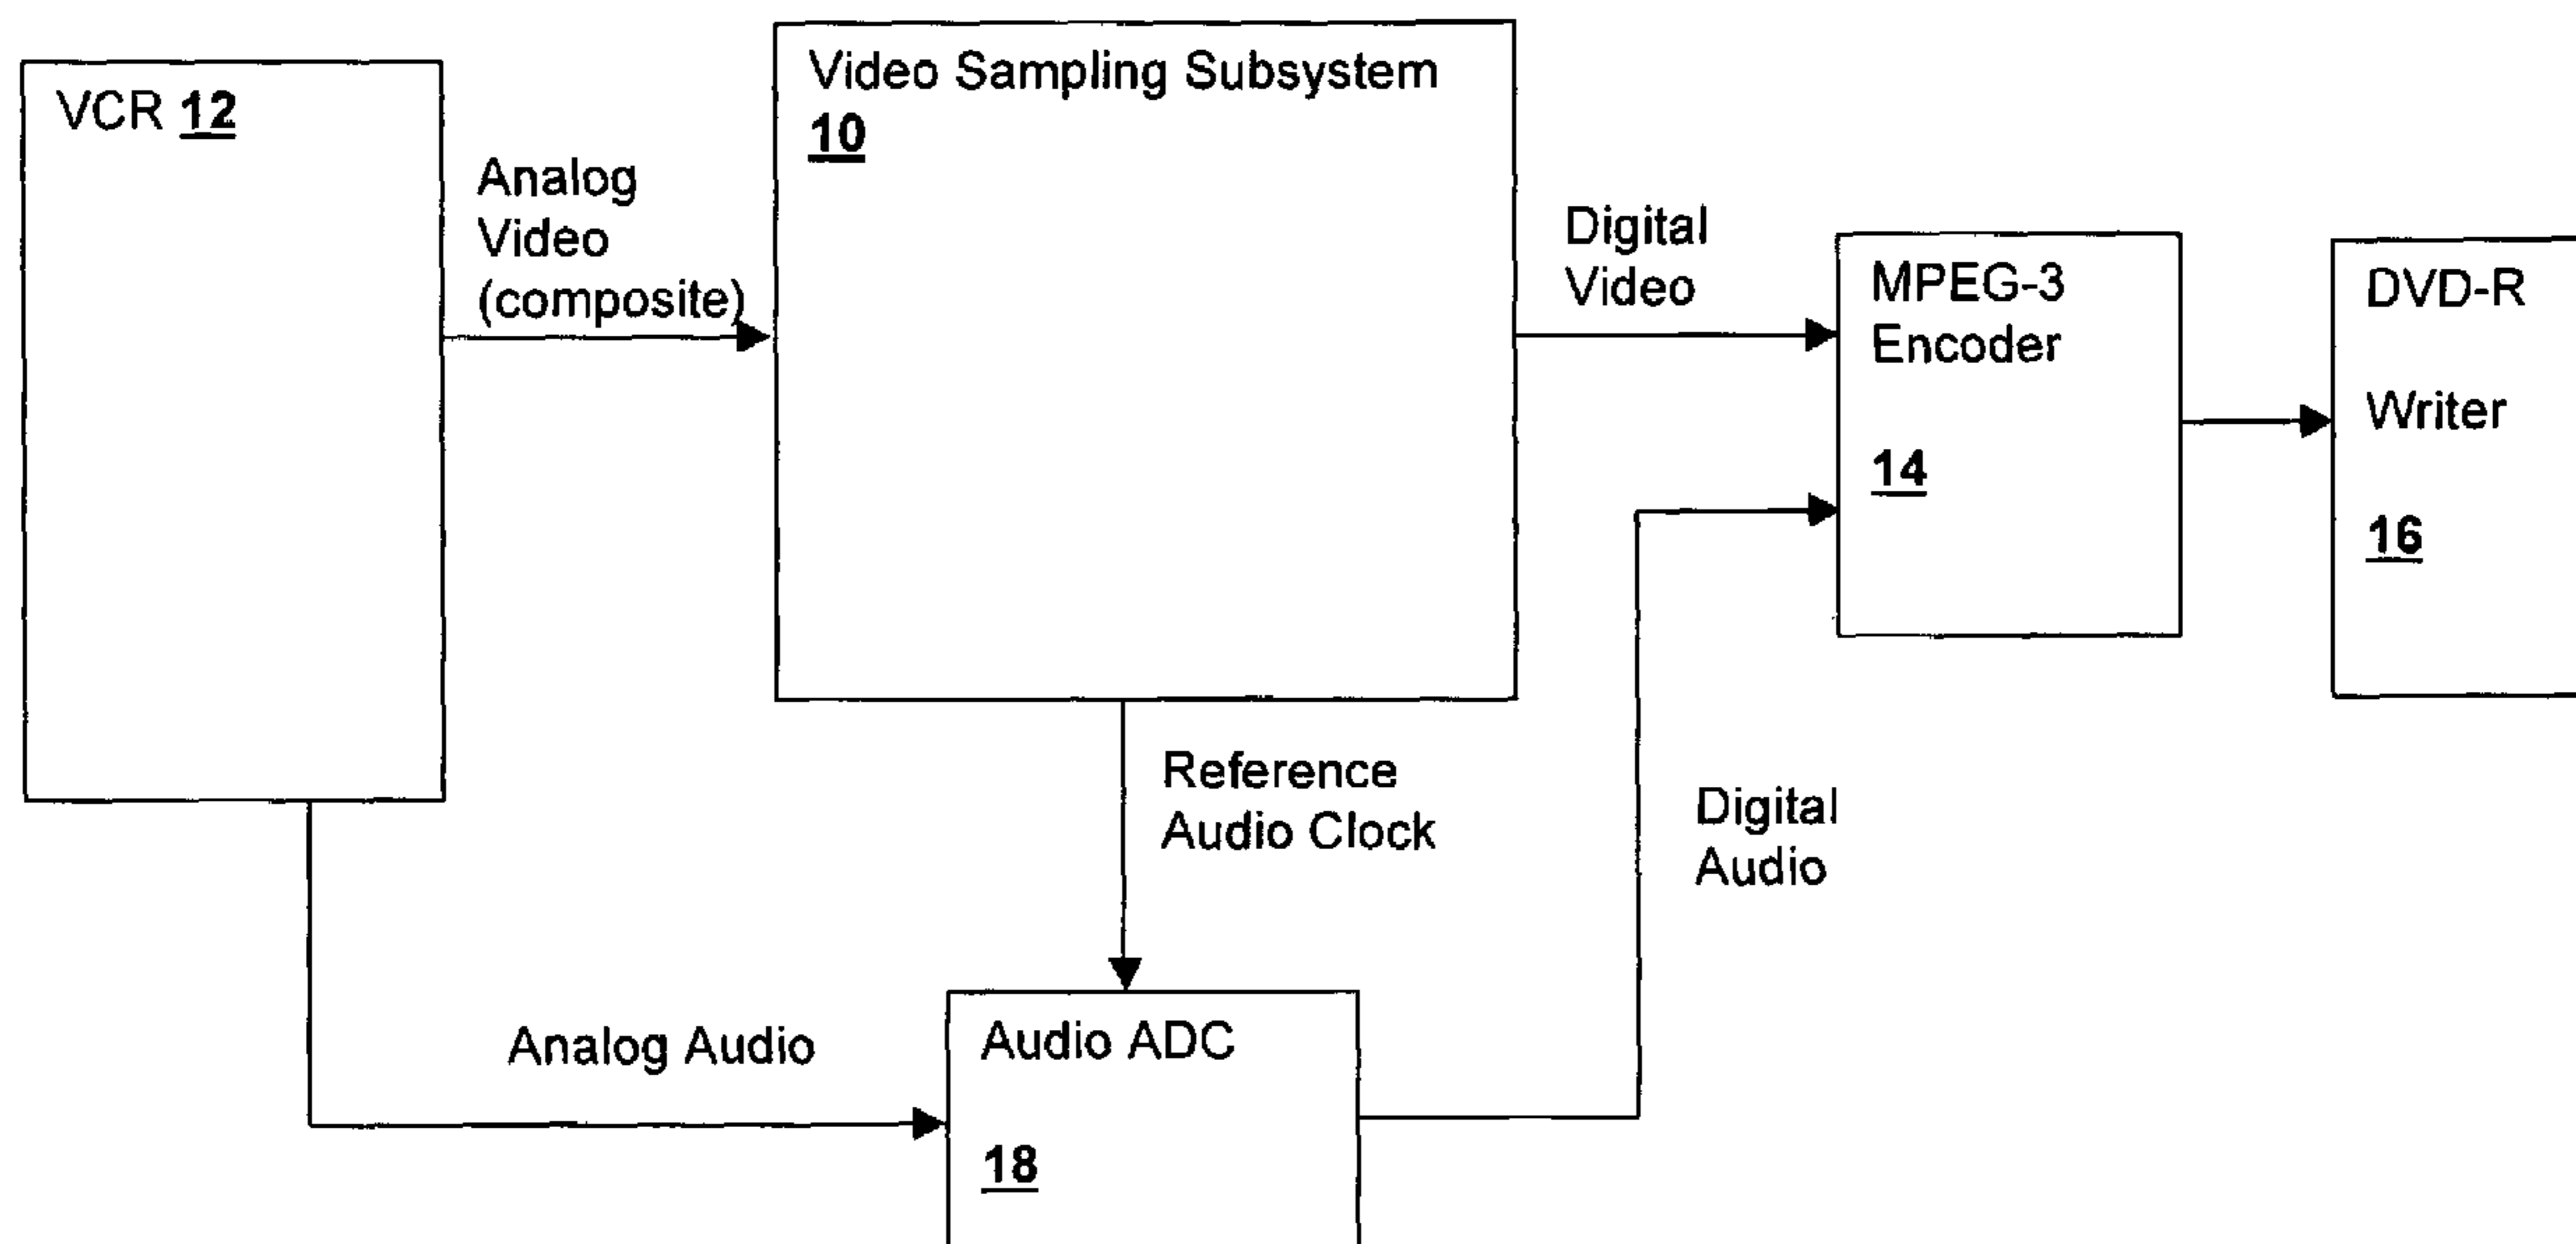 VCR 12
Analog
Video
(composite)
Video Sampling Subsystem
10
Digital
Video
MPEG-3
Encoder
14
DVD-R
Writer
16
Reference
Audio Clock
Digital
Audio
Analog Audio
Audio ADC
18